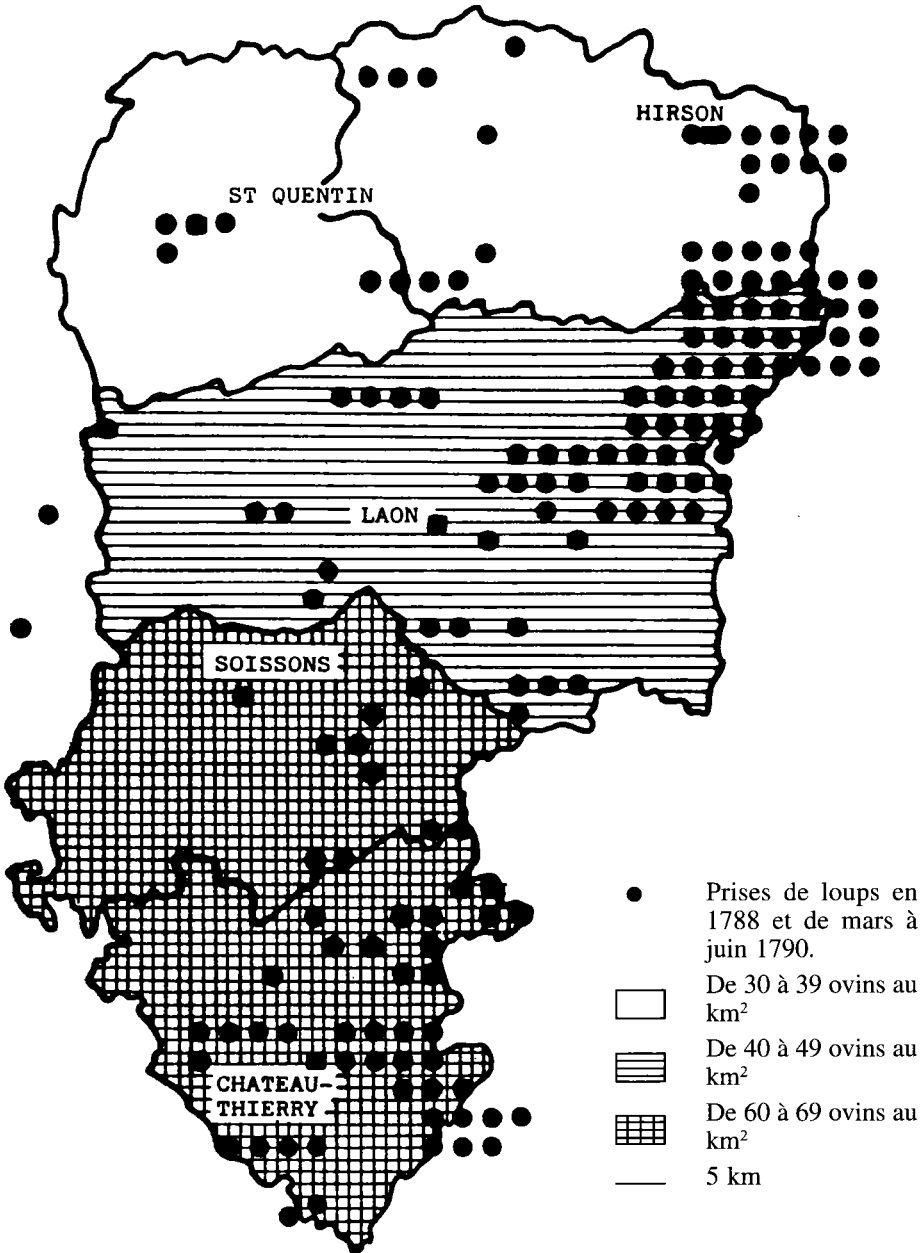 HIRSON
ST QUENTIN
LAON
SOISSONS
CHATEAU-
THIERRY
Prises de loups en
1788 et de mars à
juin 1790.
De 30 à 39 ovins au
km²
De 40 à 49 ovins au
km²
De 60 à 69 ovins au
km²
5 km